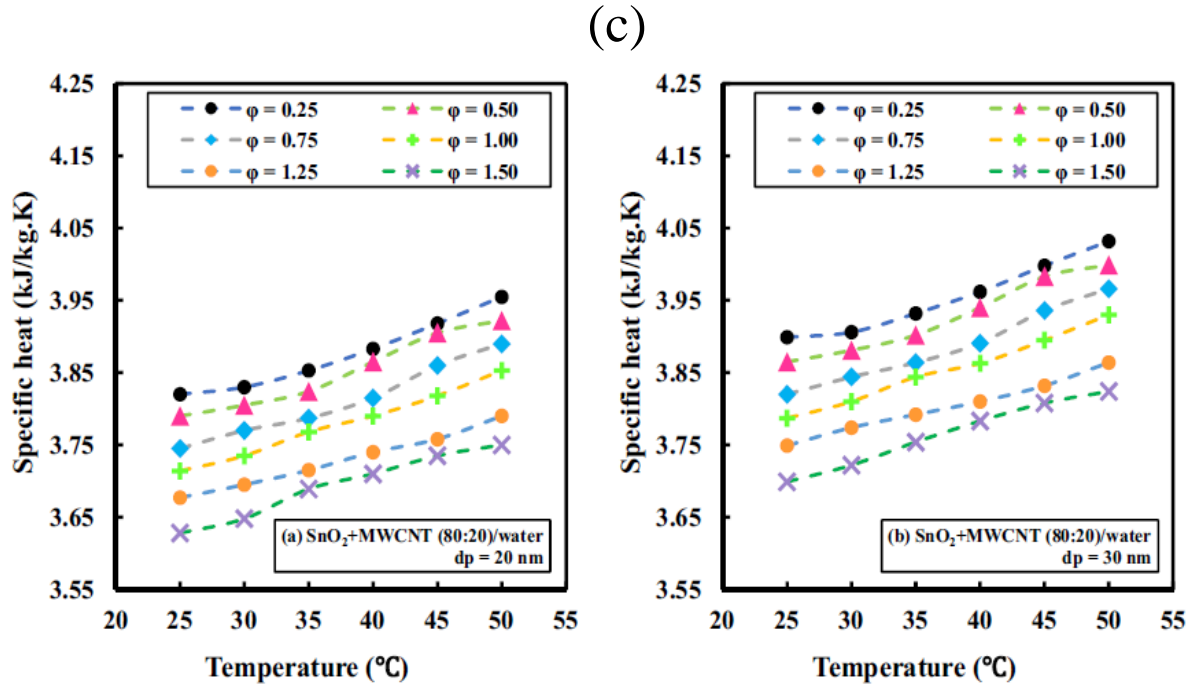 (c)
4.25
4.15
4.05
3.95
3.85
3.75
3.65
3.55
Specific heat (kJ/kg.K)
φ = 0.25 φ = 0.50
φ = 0.75 φ = 1.00
φ = 1.25 φ = 1.50
(a) SnO₂+MWCNT (80:20)/water
dp = 20 nm
20 25 30 35 40 45 50 55
Temperature (℃)
4.25
4.15
4.05
3.95
3.85
3.75
3.65
3.55
Specific heat (kJ/kg.K)
φ = 0.25 φ = 0.50
φ = 0.75 φ = 1.00
φ = 1.25 φ = 1.50
(b) SnO₂+MWCNT (80:20)/water
dp = 30 nm
20 25 30 35 40 45 50 55
Temperature (℃)